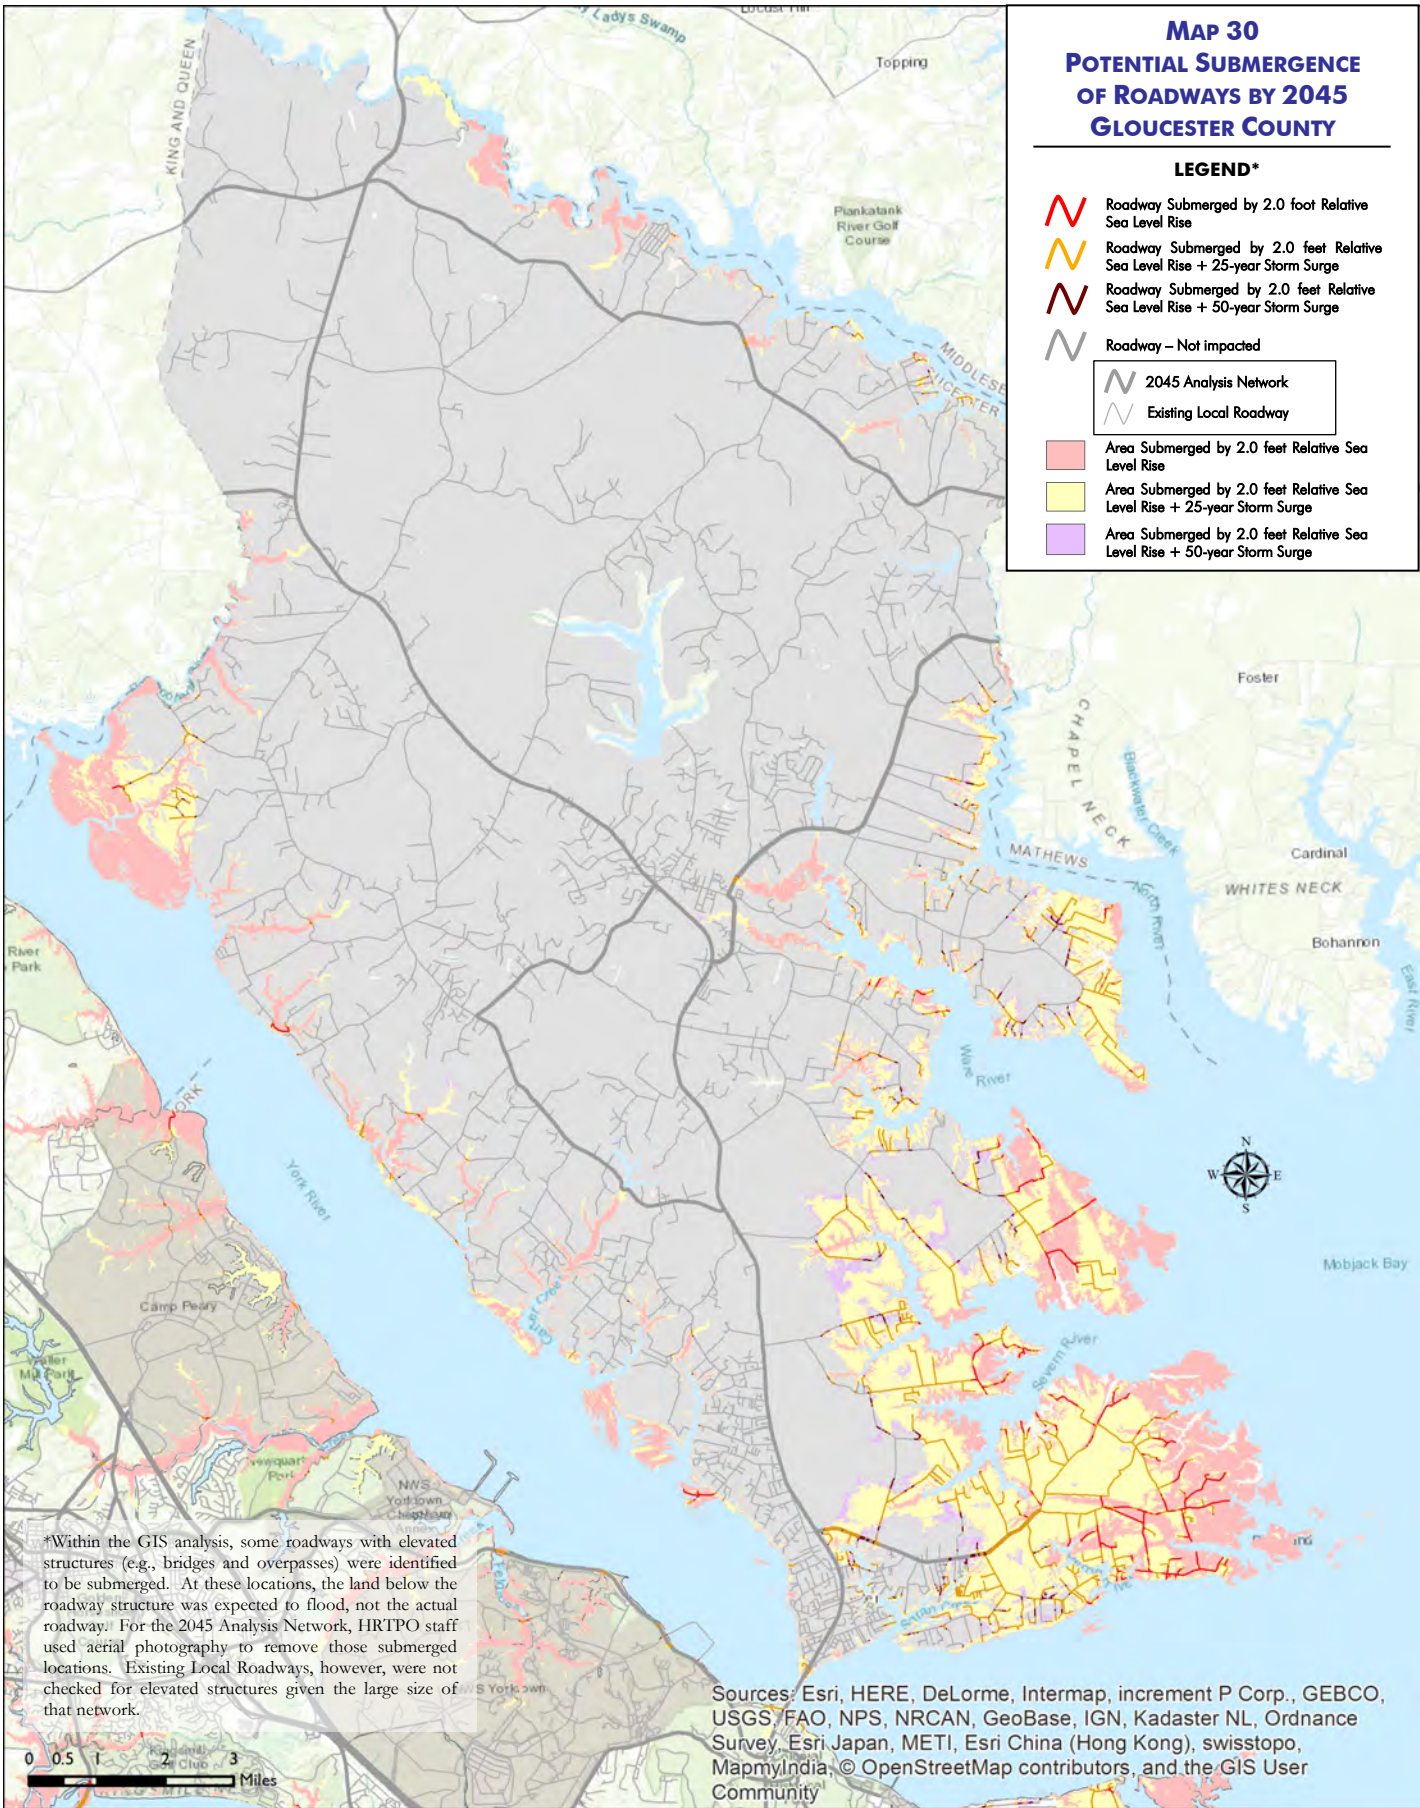 MAP 30
POTENTIAL SUBMERGENCE
OF ROADWAYS BY 2045
GLOUCESTER COUNTY
LEGEND*
Roadway Submerged by 2.0 foot Relative
Sea Level Rise
Roadway Submerged by 2.0 feet Relative
Sea Level Rise + 25-year Storm Surge
Roadway Submerged by 2.0 feet Relative
Sea Level Rise + 50-year Storm Surge
Roadway – Not impacted
2045 Analysis Network
Existing Local Roadway
Area Submerged by 2.0 feet Relative Sea
Level Rise
Area Submerged by 2.0 feet Relative Sea
Level Rise + 25-year Storm Surge
Area Submerged by 2.0 feet Relative Sea
Level Rise + 50-year Storm Surge
Lady's Swamp
Topping
KING AND QUEEN
Piankatank
River Golf
Course
Foster
CHAPEL NECK
Blackwater Creek
MATHEWS
Cardinal
WHITES NECK
North River
Bohannon
East River
River
Park
Ware
River
YORK
York River
N
W
E
S
Mobjack Bay
Camp Peary
Severn River
Waller
Mill Park
NWS
Yorktown
*Within the GIS analysis, some roadways with elevated
structures (e.g., bridges and overpasses) were identified
to be submerged. At these locations, the land below the
roadway structure was expected to flood, not the actual
roadway. For the 2045 Analysis Network, HRTPO staff
used aerial photography to remove those submerged
locations. Existing Local Roadways, however, were not
checked for elevated structures given the large size of
that network.
0 0.5 1 2 3
Miles
Sources: Esri, HERE, DeLorme, Intermap, increment P Corp., GEBCO,
USGS, FAO, NPS, NRCAN, GeoBase, IGN, Kadaster NL, Ordnance
Survey, Esri Japan, METI, Esri China (Hong Kong), swisstopo,
MapmyIndia, © OpenStreetMap contributors, and the GIS User
Community